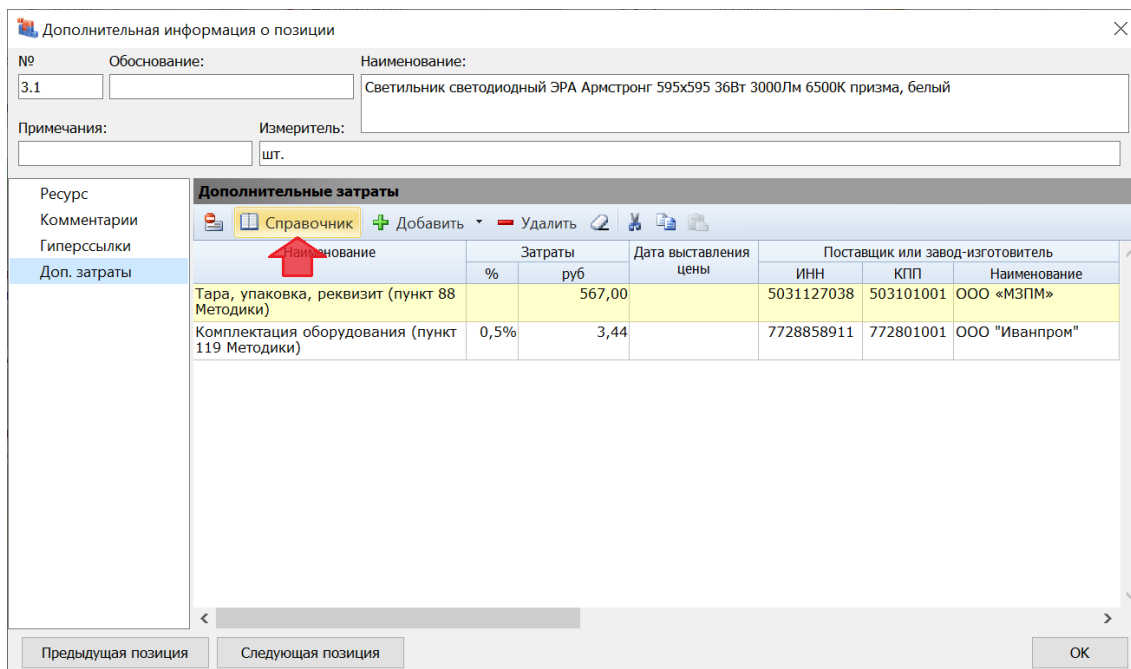 Дополнительная информация о позиции
№ Обоснование: Наименование:
3.1 Светильник светодиодный ЭРА Армстронг 595x595 36Вт 3000Лм 6500К призма, белый
Примечания: Измеритель:
шт.
Ресурс
Комментарии
Гиперссылки
Доп. затраты
Дополнительные затраты
Справочник Добавить Удалить
Наименование Затраты Дата выставления цены Поставщик или завод-изготовитель
% руб ИНН КПП Наименование
Тара, упаковка, реквизит (пункт 88 Методики) 567,00 5031127038 503101001 ООО «МЗПМ»
Комплектация оборудования (пункт 119 Методики) 0,5% 3,44 7728858911 772801001 ООО "Иванпром"
Предыдущая позиция Следующая позиция ОК